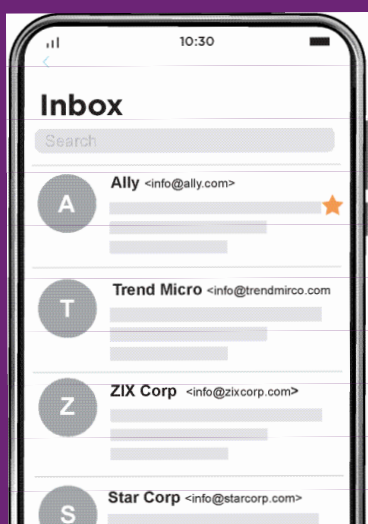 10:30
Inbox
Search
A
Ally <info@ally.com>
T
Trend Micro <info@trendmirco.com
Z
ZIX Corp <info@zixcorp.com>
S
Star Corp <info@starcorp.com>